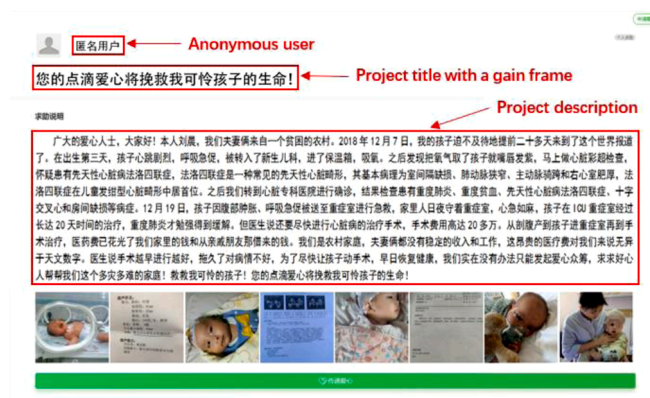 匿名用户
Anonymous user
您的点滴爱心将挽救我可怜孩子的生命！
Project title with a gain frame
求助说明
Project description
广大的爱心人士，大家好！本人刘晨，我们夫妻俩来自一个贫困的农村。2018年12月7日，我的孩子迫不及待地提前二十多天来到了这个世界报道
了。在出生第三天，孩子心跳剧烈，呼吸急促，被转入了新生儿科，进了保温箱，吸氧。之后发现把氧气取了孩子就嘴唇发紫，马上做心脏彩超检查，
怀疑患有先天性心脏病法洛四联症，法洛四联症是一种常见的先天性心脏畸形，其基本病理为室间隔缺损、肺动脉狭窄、主动脉骑跨和右心室肥厚，法
洛四联症在儿童发绀型心脏畸形中居首位。之后我们转到心脏专科医院进行确诊，结果检查患有重度肺炎、重度贫血、先天性心脏病法洛四联症、十字
交叉心和房间缺损等病症。12月19日，孩子因腹部肿胀、呼吸急促被送至重症室进行急救，家里人日夜守着重症室，心急如麻，孩子在ICU重症室经过
长达20天时间的治疗，重度肺炎才勉强得到缓解。但医生说还要尽快进行心脏病的治疗手术，手术费用高达20多万。从剖腹产到孩子进重症室再到手
术治疗，医药费已花光了我们家里的钱和从亲戚朋友那借来的钱。我们是农村家庭，夫妻俩都没有稳定的收入和工作，这昂贵的医疗费对我们来说无异
于天文数字。医生说手术越早进行越好，拖久了对病情不好，为了尽快让孩子动手术，早日恢复健康，我们实在没有办法只能发起爱心众筹，求求好心
人帮帮我们这个多灾多难的家庭！救救我可怜的孩子！您的点滴爱心将挽救我可怜孩子的生命！
传递爱心